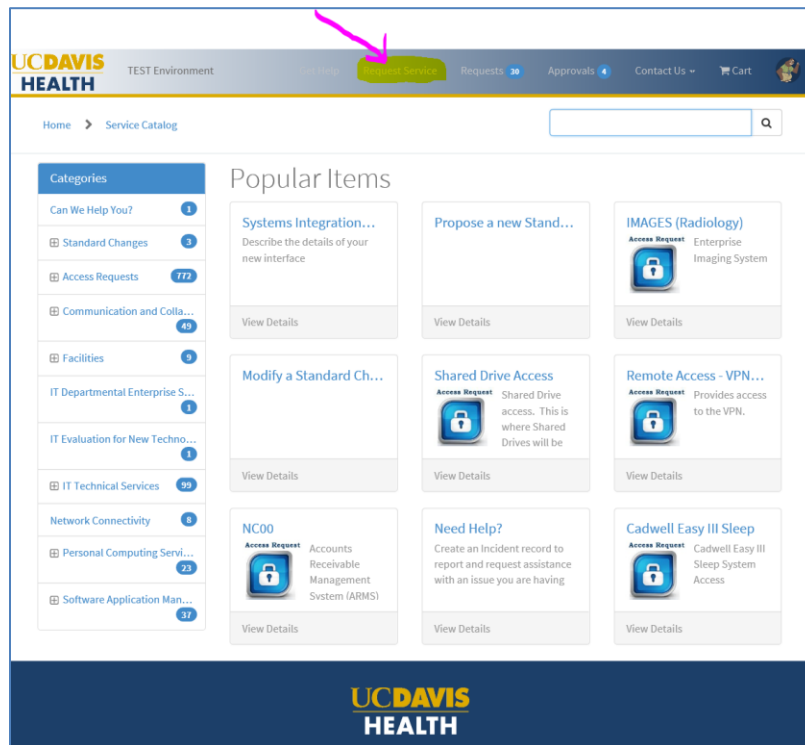 UCDAVIS
HEALTH
TEST Environment
Get Help
Request Service
Requests 30
Approvals 4
Contact Us
Cart
Home > Service Catalog
Categories
Can We Help You? 1
Standard Changes 3
Access Requests 772
Communication and Colla...
49
Facilities 9
IT Departmental Enterprise S...
1
IT Evaluation for New Techno...
1
IT Technical Services 99
Network Connectivity 8
Personal Computing Servi...
23
Software Application Man...
37
Popular Items
Systems Integration...
Describe the details of your
new interface
View Details
Propose a new Stand...
View Details
IMAGES (Radiology)
Access Request
Enterprise
Imaging System
View Details
Modify a Standard Ch...
View Details
Shared Drive Access
Access Request
Shared Drive
access. This is
where Shared
Drives will be
View Details
Remote Access - VPN...
Access Request
Provides access
to the VPN.
View Details
NC00
Access Request
Accounts
Receivable
Management
System (ARMS)
View Details
Need Help?
Create an Incident record to
report and request assistance
with an issue you are having
View Details
Cadwell Easy III Sleep
Access Request
Cadwell Easy III
Sleep System
Access
View Details
UCDAVIS
HEALTH